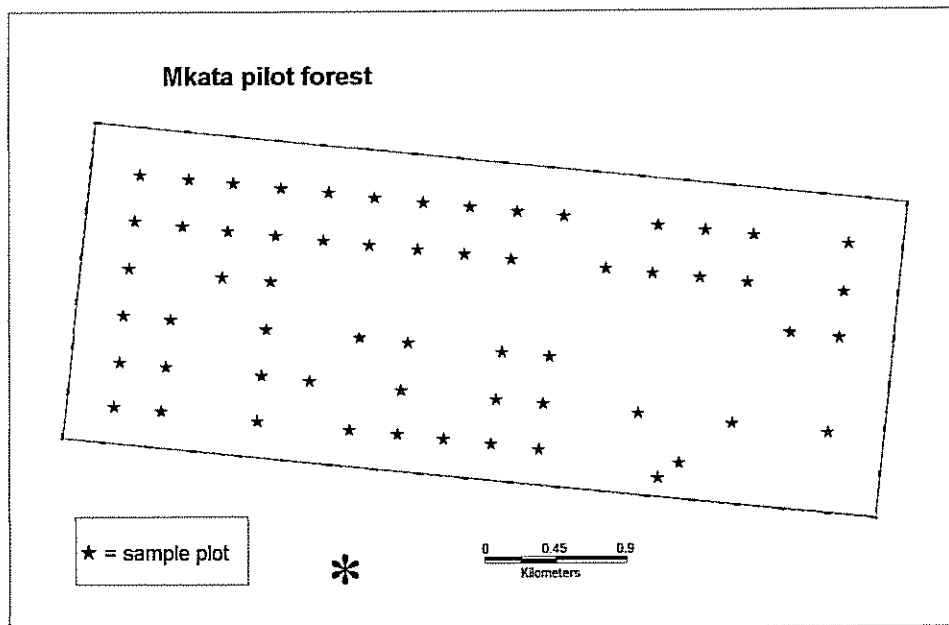 Mkata pilot forest
★ = sample plot
0 0.45 0.9
Kilometers